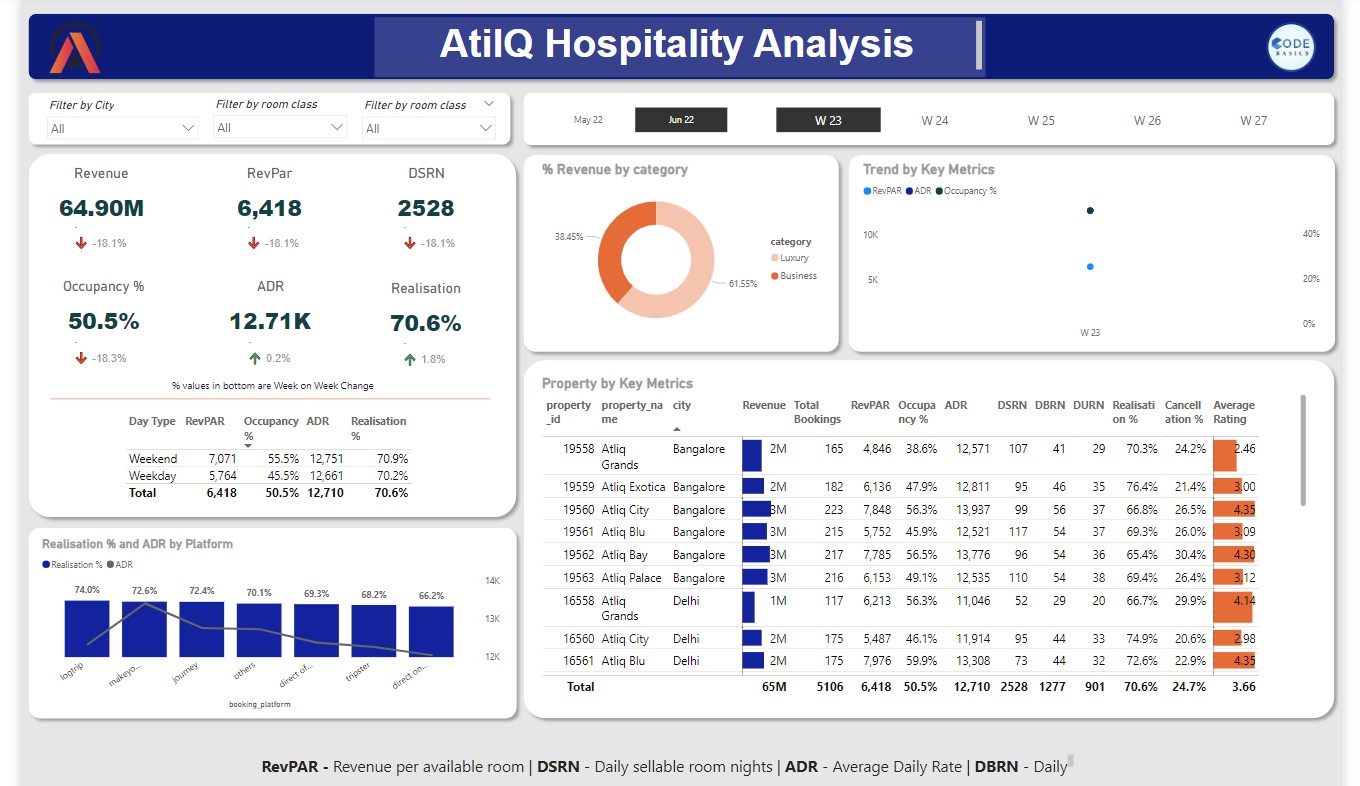 AtilQ Hospitality Analysis
CODE
BASICS
Filter by City
Filter by room class
Filter by room class
All
All
All
May 22
Jun 22
W 23
W 24
W 25
W 26
W 27
Revenue
RevPar
DSRN
64.90M
6,418
2528
-18.1%
-18.1%
-18.1%
Occupancy %
ADR
Realisation
50.5%
12.71K
70.6%
-18.3%
0.2%
1.8%
% values in bottom are Week on Week Change
Day Type RevPAR Occupancy % ADR Realisation %
Weekend 7,071 55.5% 12,751 70.9%
Weekday 5,764 45.5% 12,661 70.2%
Total 6,418 50.5% 12,710 70.6%
Realisation % and ADR by Platform
Realisation % ADR
74.0% 72.6% 72.4% 70.1% 69.3% 68.2% 66.2%
14K
13K
12K
logtrip makeyo... journey others direct of... tripster direct on...
booking_platform
% Revenue by category
38.45%
61.55%
category
Luxury
Business
Trend by Key Metrics
RevPAR ADR Occupancy %
10K
5K
40%
20%
0%
W 23
Property by Key Metrics
property_id property_name city Revenue Total Bookings RevPAR Occupancy % ADR DSRN DBRN DURN Realisation % Cancellation % Average Rating
19558 Atliq Grands Bangalore 2M 165 4,846 38.6% 12,571 107 41 29 70.3% 24.2% 2.46
19559 Atliq Exotica Bangalore 2M 182 6,136 47.9% 12,811 95 46 35 76.4% 21.4% 3.00
19560 Atliq City Bangalore 3M 223 7,848 56.3% 13,937 99 56 37 66.8% 26.5% 4.35
19561 Atliq Blu Bangalore 3M 215 5,752 45.9% 12,521 117 54 37 69.3% 26.0% 3.09
19562 Atliq Bay Bangalore 3M 217 7,785 56.5% 13,776 96 54 36 65.4% 30.4% 4.30
19563 Atliq Palace Bangalore 3M 216 6,153 49.1% 12,535 110 54 38 69.4% 26.4% 3.12
16558 Atliq Grands Delhi 1M 117 6,213 56.3% 11,046 52 29 20 66.7% 29.9% 4.14
16560 Atliq City Delhi 2M 175 5,487 46.1% 11,914 95 44 33 74.9% 20.6% 2.98
16561 Atliq Blu Delhi 2M 175 7,976 59.9% 13,308 73 44 32 72.6% 22.9% 4.35
Total 65M 5106 6,418 50.5% 12,710 2528 1277 901 70.6% 24.7% 3.66
RevPAR - Revenue per available room | DSRN - Daily sellable room nights | ADR - Average Daily Rate | DBRN - Daily